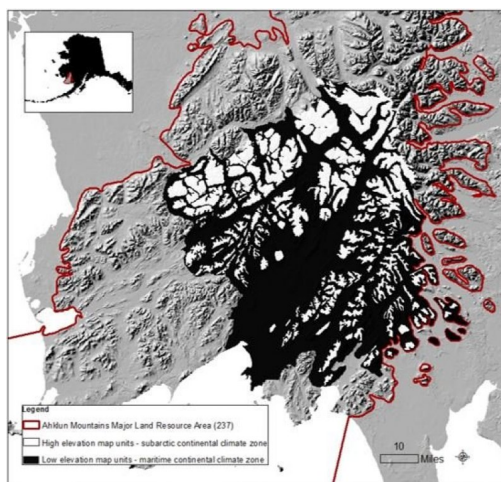 Legend
Ahklun Mountains Major Land Resource Area (237)
High elevation map units - subarctic continental climate zone
Low elevation map units - maritime continental climate zone
10
Miles